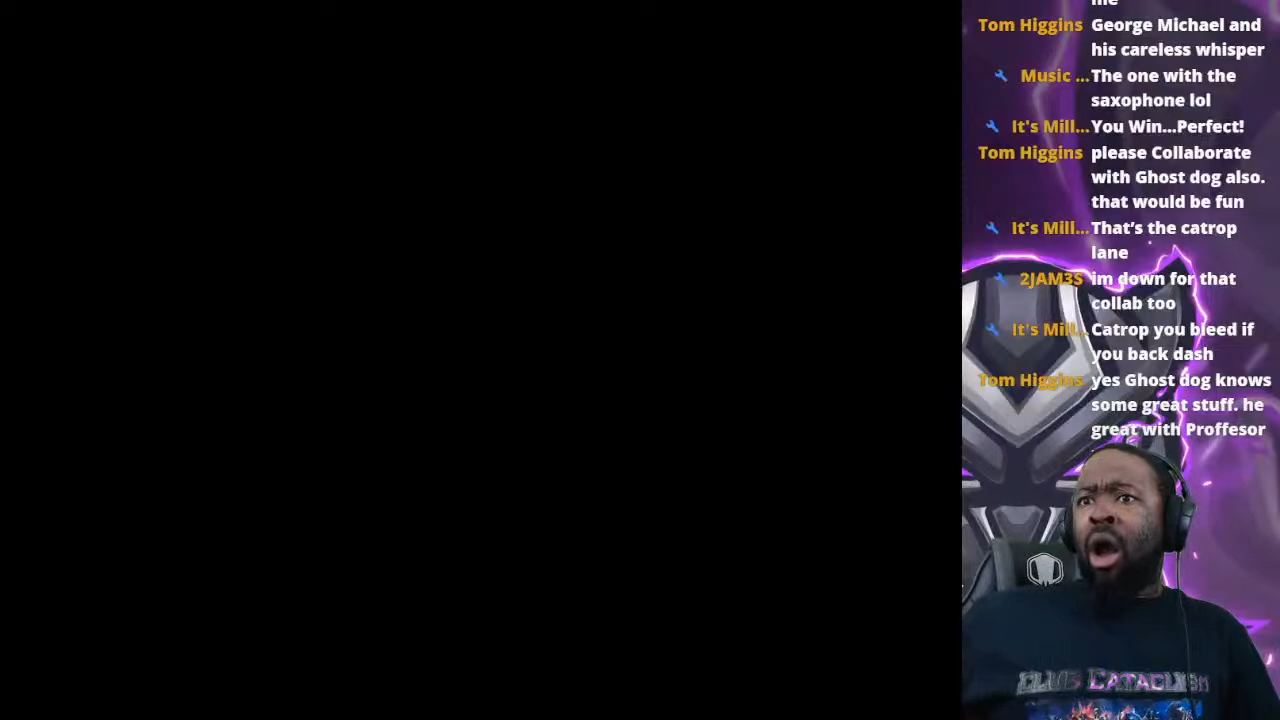 me
Tom Higgins George Michael and
his careless whisper
Music ... The one with the
saxophone lol
It's Mill... You Win...Perfect!
Tom Higgins please Collaborate
with Ghost dog also.
that would be fun
It's Mill... That’s the catrop
lane
2JAM3S im down for that
collab too
It's Mill... Catrop you bleed if
you back dash
Tom Higgins yes Ghost dog knows
some great stuff. he
great with Proffesor
CLUB CATACLYSM